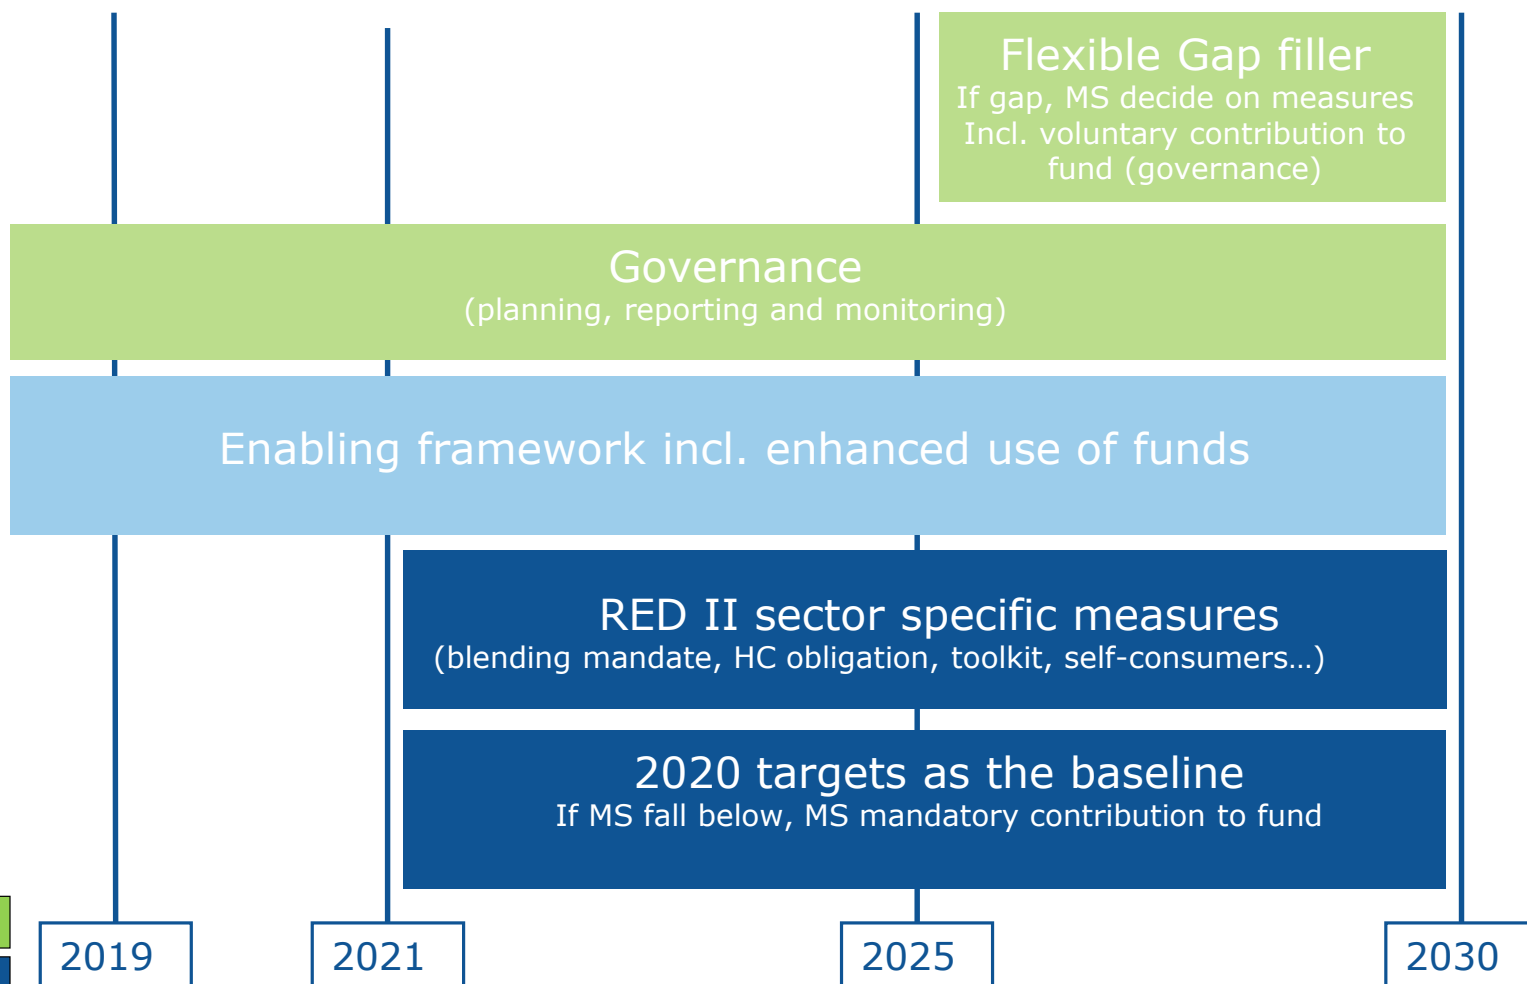 Flexible Gap filler
If gap, MS decide on measures
Incl. voluntary contribution to
fund (governance)
Governance
(planning, reporting and monitoring)
Enabling framework incl. enhanced use of funds
RED II sector specific measures
(blending mandate, HC obligation, toolkit, self-consumers…)
2020 targets as the baseline
If MS fall below, MS mandatory contribution to fund
2019
2021
2025
2030